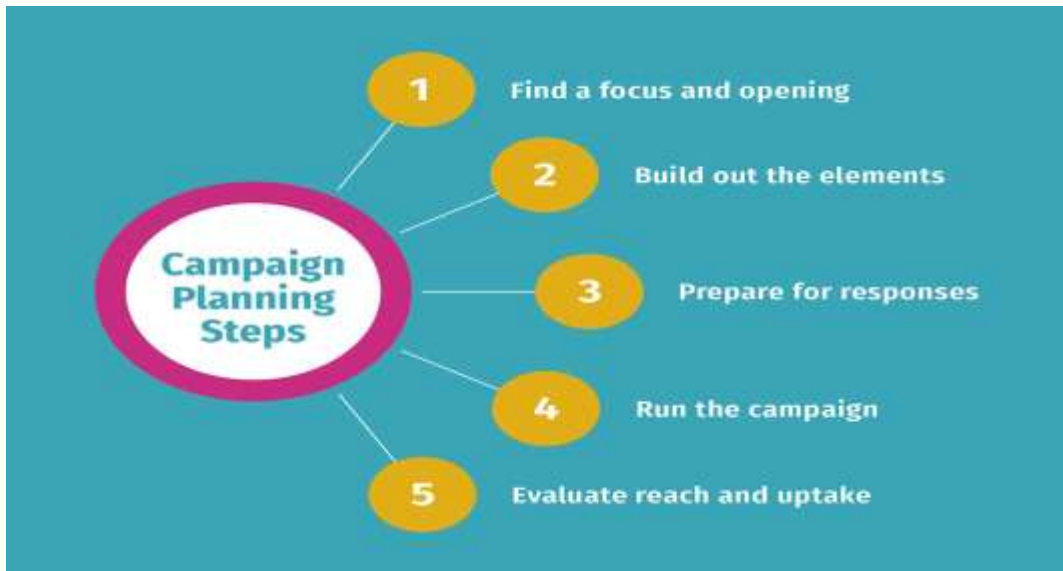 Campaign
Planning
Steps
1 Find a focus and opening
2 Build out the elements
3 Prepare for responses
4 Run the campaign
5 Evaluate reach and uptake